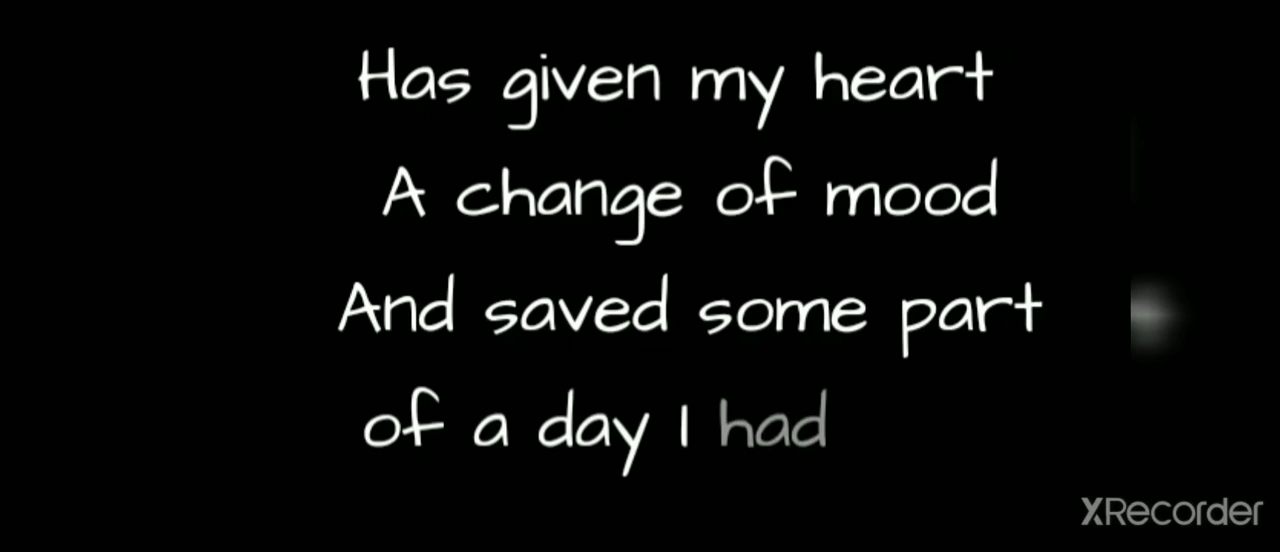 Has given my heart
A change of mood
And saved some part
of a day I had
XRecorder